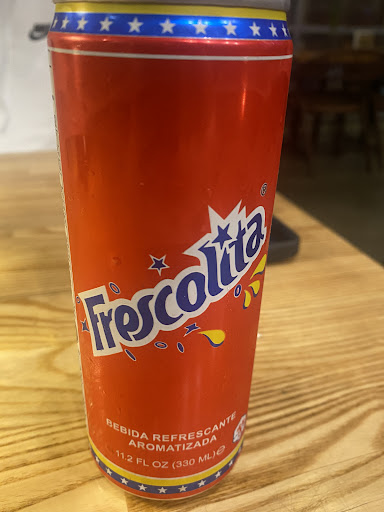 Frescolita
BEBIDA REFRESCANTE
AROMATIZADA
11.2 FL OZ (330 ML)